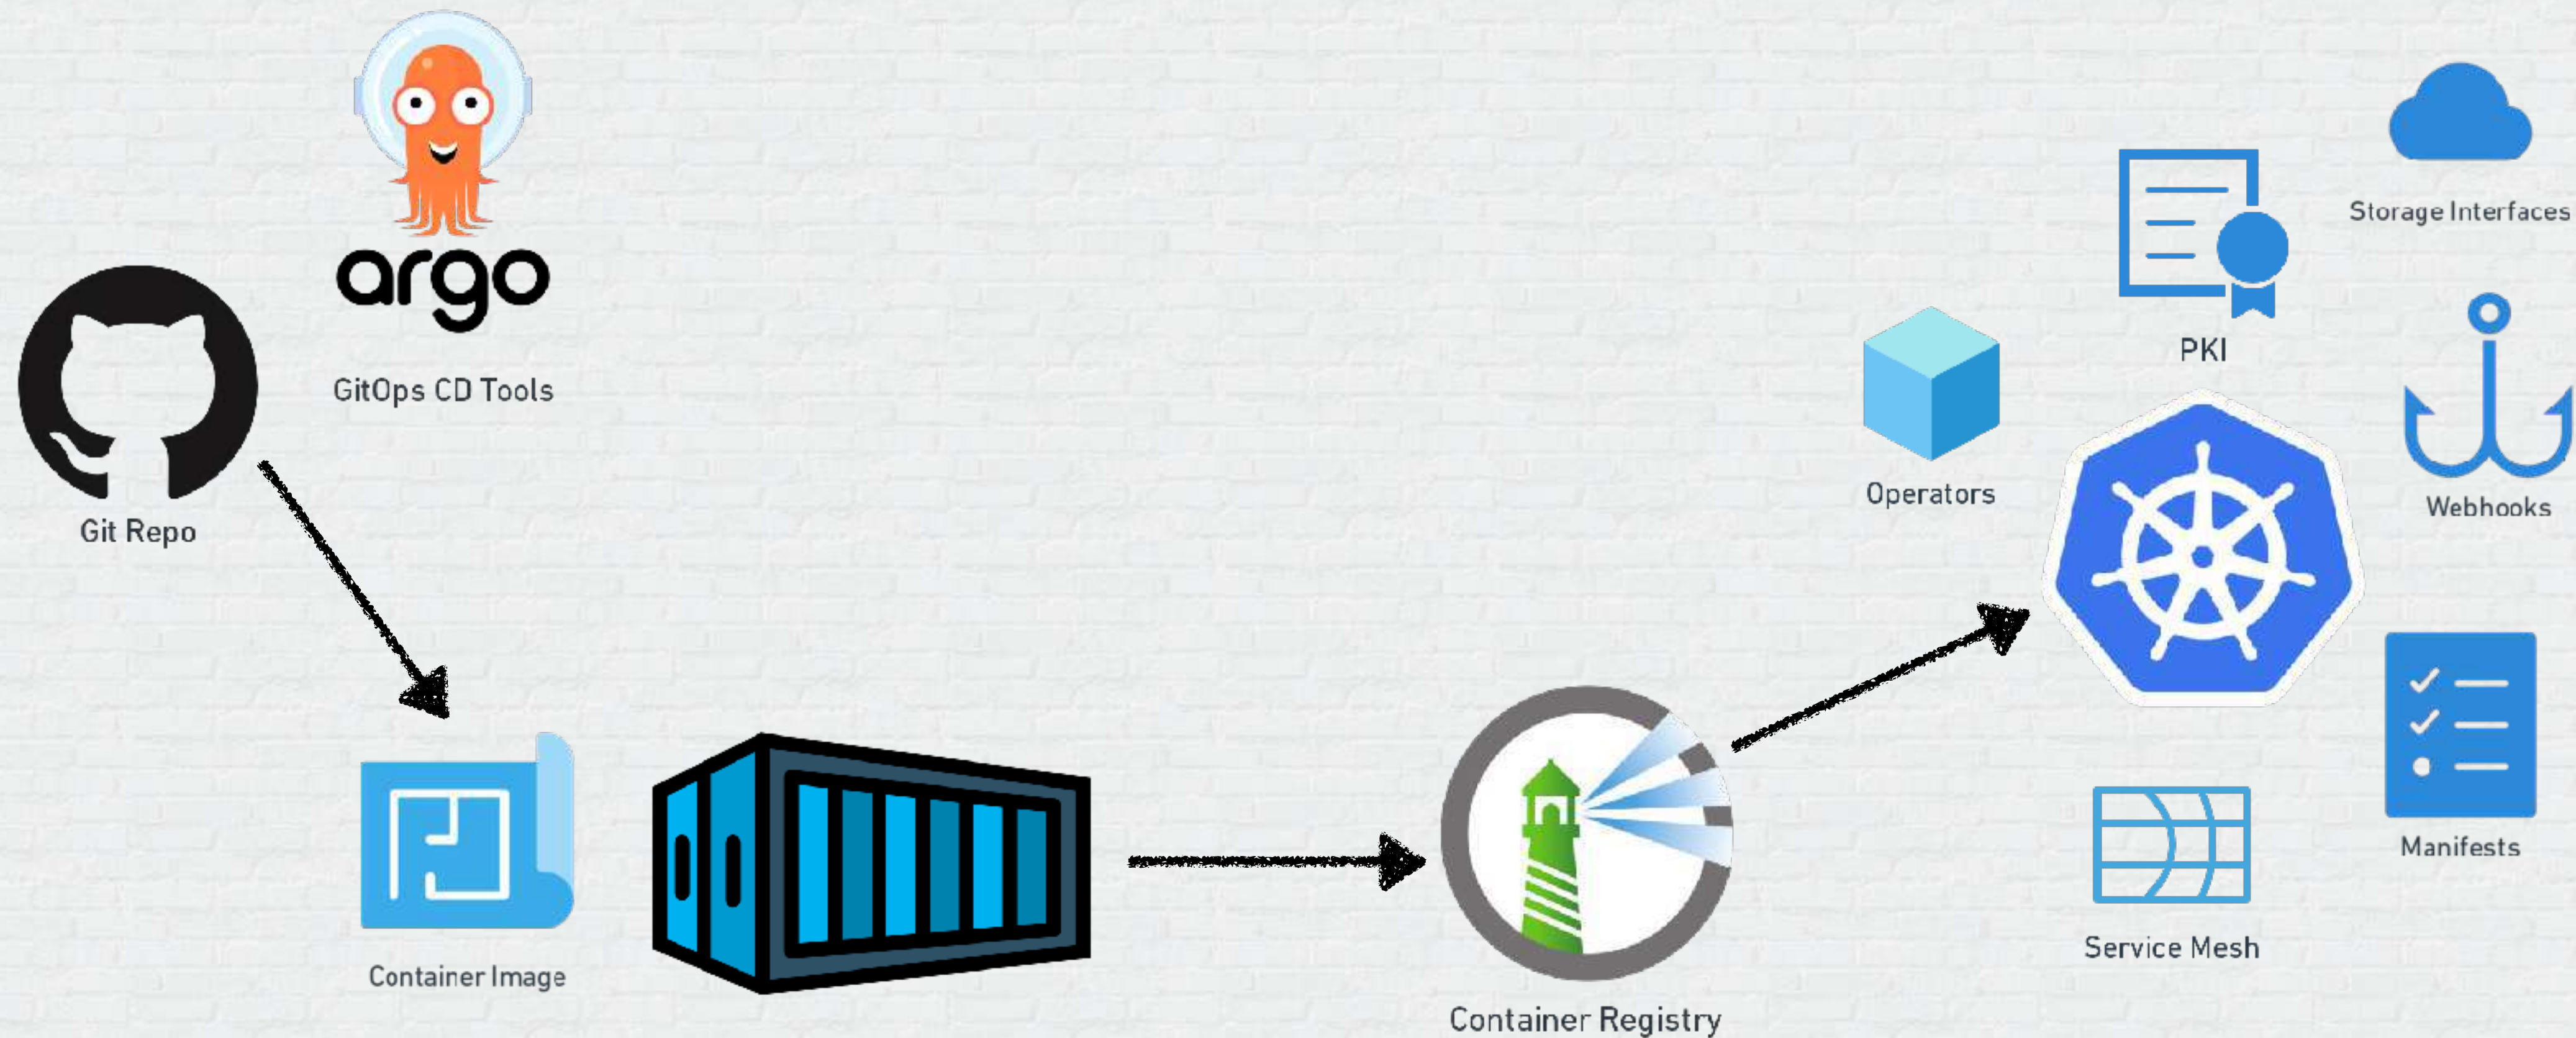 argo
GitOps CD Tools
Git Repo
Container Image
Container Registry
Operators
PKI
Storage Interfaces
Webhooks
Manifests
Service Mesh